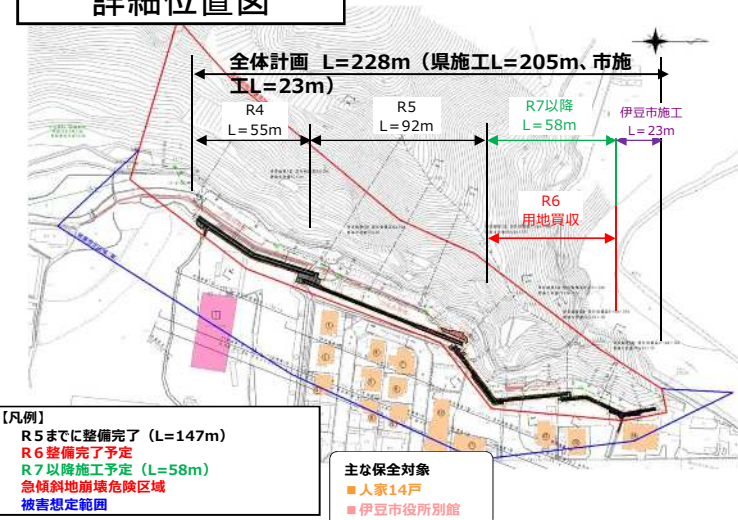 詳細位置図
全体計画 L=228m(県施工L=205m、市施
工L=23m)
R4
L=55m
R5
L=92m
R7以降
L=58m
伊豆市施工
L=23m
R6
用地買収
【凡例】
R5までに整備完了(L=147m)
R6整備完了予定
R7以降施工予定(L=58m)
急傾斜地崩壊危険区域
被害想定範囲
主な保全対象
■人家14戸
■伊豆市役所別館